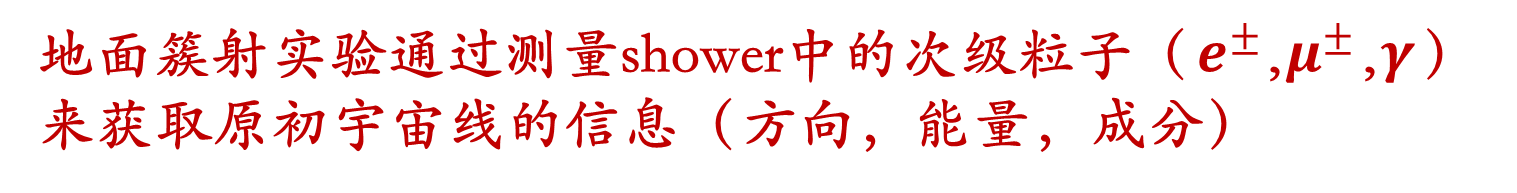 地面簇射实验通过测量shower中的次级粒子（e±,μ±,γ）
来获取原初宇宙线的信息（方向，能量，成分）